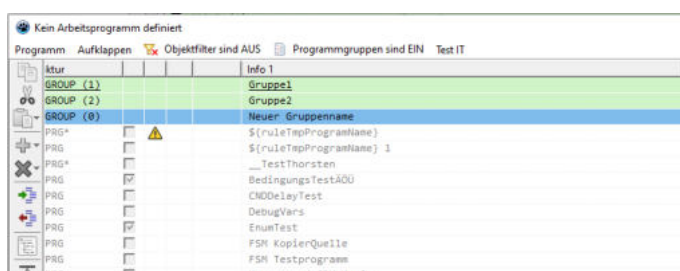 Kein Arbeitsprogramm definiert
Programm Aufklappen Objektfilter sind AUS Programmgruppen sind EIN Test IT
ktur Info 1
GROUP (1) Gruppe1
GROUP (2) Gruppe2
GROUP (0) Neuer Gruppenname
PRG* ${ruleTmpProgramName}
PRG ${ruleTmpProgramName} 1
PRG* __TestThorsten
PRG BedingungsTestÄÖÜ
PRG CNDDelayTest
PRG DebugVars
PRG EnumTest
PRG FSM KopierQuelle
PRG FSM Testprogramm